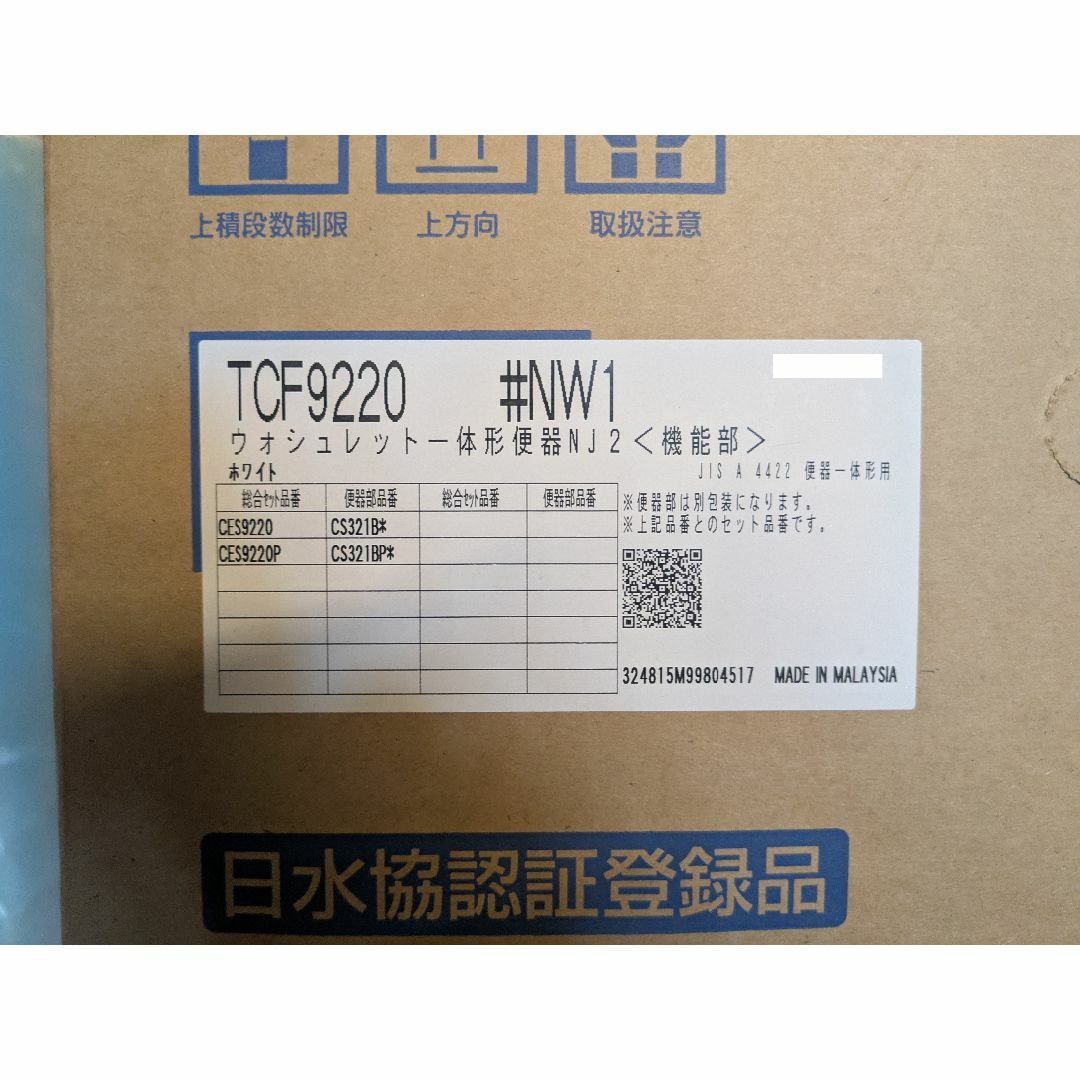 上積段数制限 上方向 取扱注意
TCF9220 #NW1
ウォシュレット一体形便器NJ2＜機能部＞
ホワイト JIS A 4422 便器一体形用
総合ｾｯﾄ品番 便器部品番 総合ｾｯﾄ品番 便器部品番
※便器部は別包装になります。
CES9220 CS321B*
※上記品番とのセット品番です。
CES9220P CS321BP*
324815M99804517 MADE IN MALAYSIA
日水協認証登録品